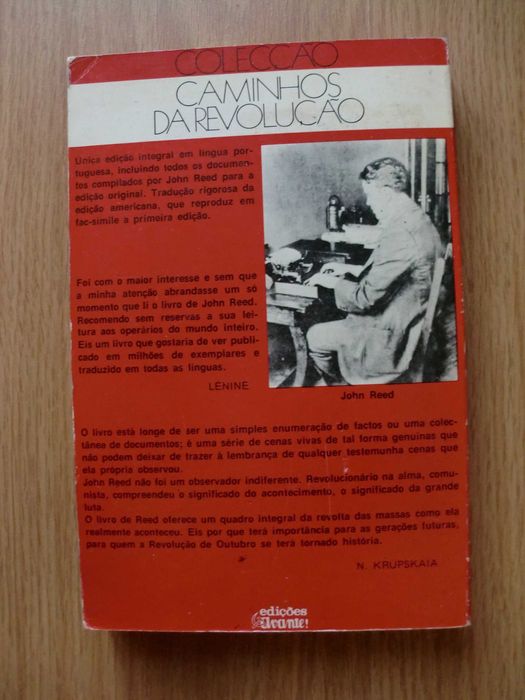 COLECÇÃO
CAMINHOS
DA REVOLUÇÃO
Única edição integral em língua por-
tuguesa, incluindo todos os documen-
tos compilados por John Reed para a
edição original. Tradução rigorosa da
edição americana, que reproduz em
fac-simile a primeira edição.
Foi com o maior interesse e sem que
a minha atenção abrandasse um só
momento que li o livro de John Reed.
Recomendo sem reservas a sua lei-
tura aos operários do mundo inteiro.
Eis um livro que gostaria de ver publi-
cado em milhões de exemplares e
traduzido em todas as línguas.
LÉNINE
John Reed
O livro está longe de ser uma simples enumeração de factos ou uma colec-
tânea de documentos; é uma série de cenas vivas de tal forma genuinas que
não podem deixar de trazer à lembrança de qualquer testemunha cenas que
ela própria observou.
John Reed não foi um observador indiferente. Revolucionário na alma, comu-
nista, compreendeu o significado do acontecimento, o significado da grande
luta.
O livro de Reed oferece um quadro integral da revolta das massas como ela
realmente aconteceu. Eis por que terá importância para as gerações futuras,
para quem a Revolução de Outubro se terá tornado história.
N. KRUPSKAIA
edições
Avante!